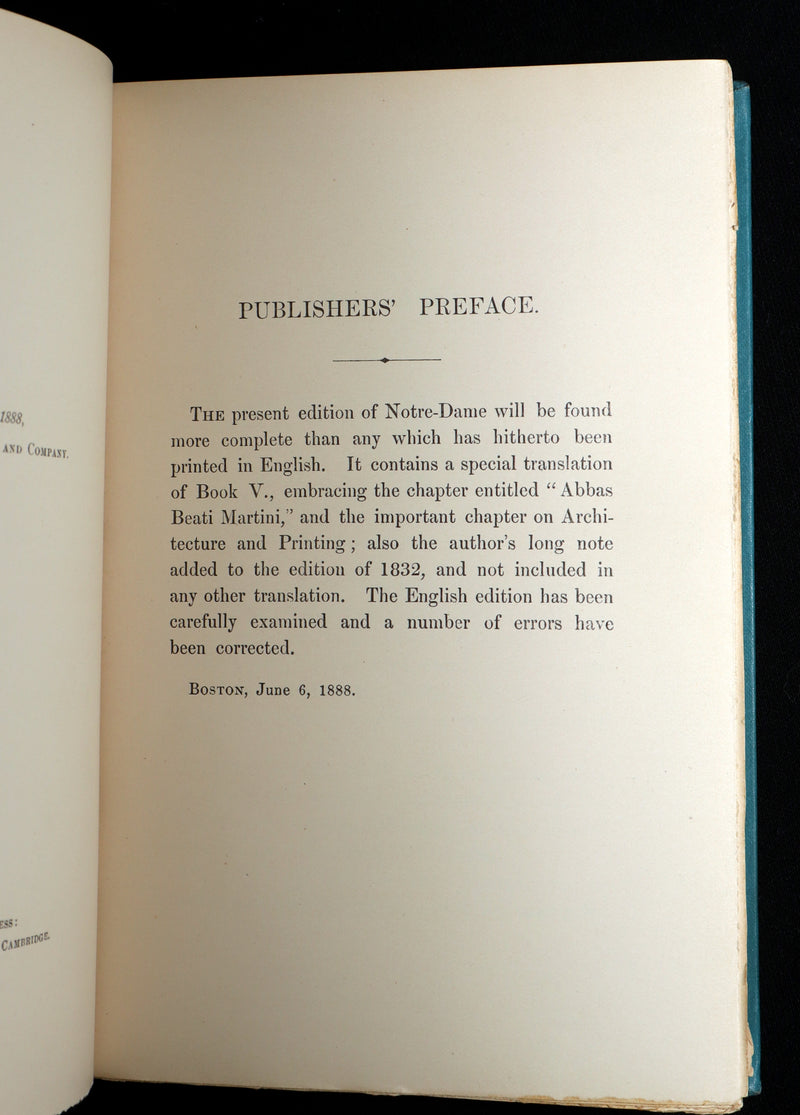 1888,
AND COMPANY.
ESS:
CAMBRIDGE.
PUBLISHERS' PREFACE.
THE present edition of Notre-Dame will be found
more complete than any which has hitherto been
printed in English. It contains a special translation
of Book V., embracing the chapter entitled “Abbas
Beati Martini,” and the important chapter on Archi-
tecture and Printing; also the author's long note
added to the edition of 1832, and not included in
any other translation. The English edition has been
carefully examined and a number of errors have
been corrected.
BOSTON, June 6, 1888.